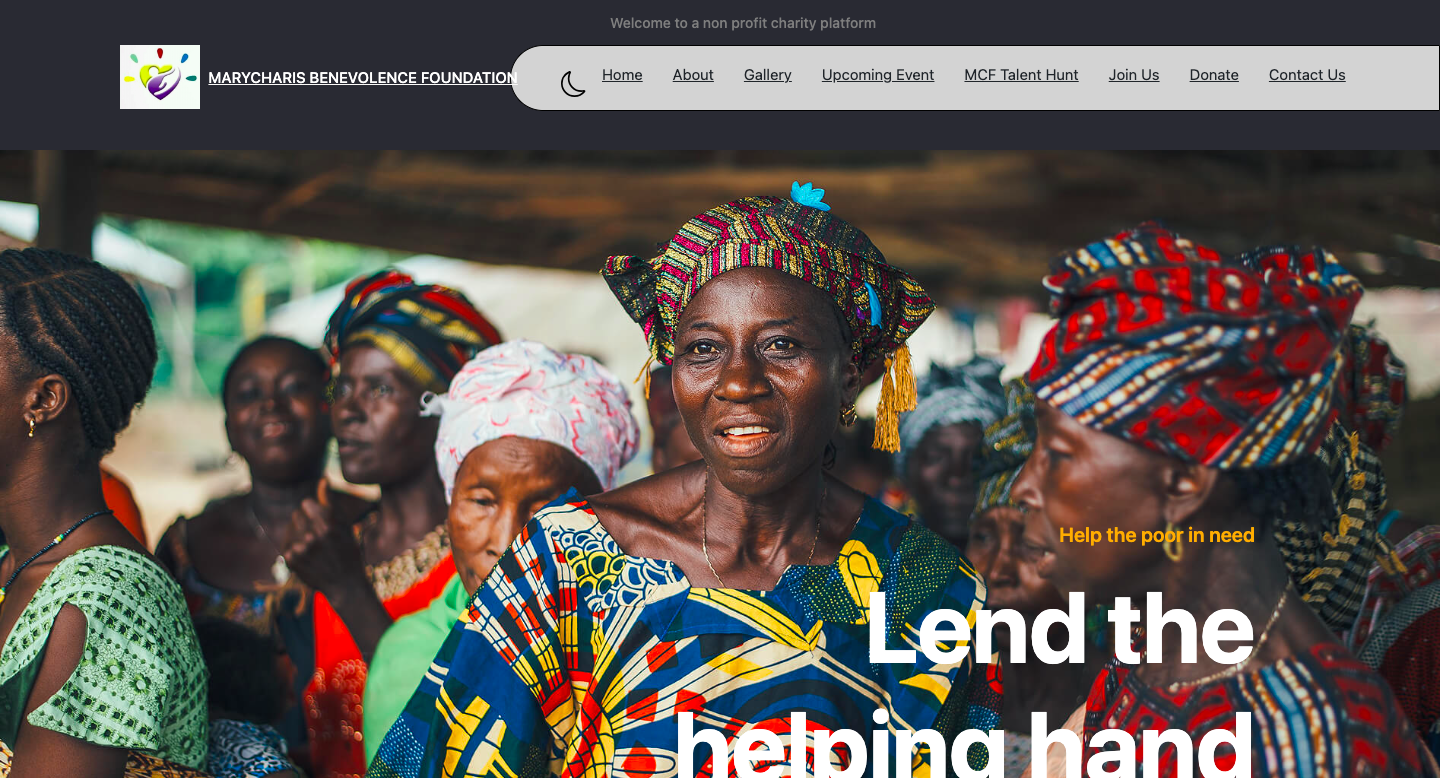 Welcome to a non profit charity platform
MARYCHARIS BENEVOLENCE FOUNDATION
Home About Gallery Upcoming Event MCF Talent Hunt Join Us Donate Contact Us
Help the poor in need
Lend the
helping hand